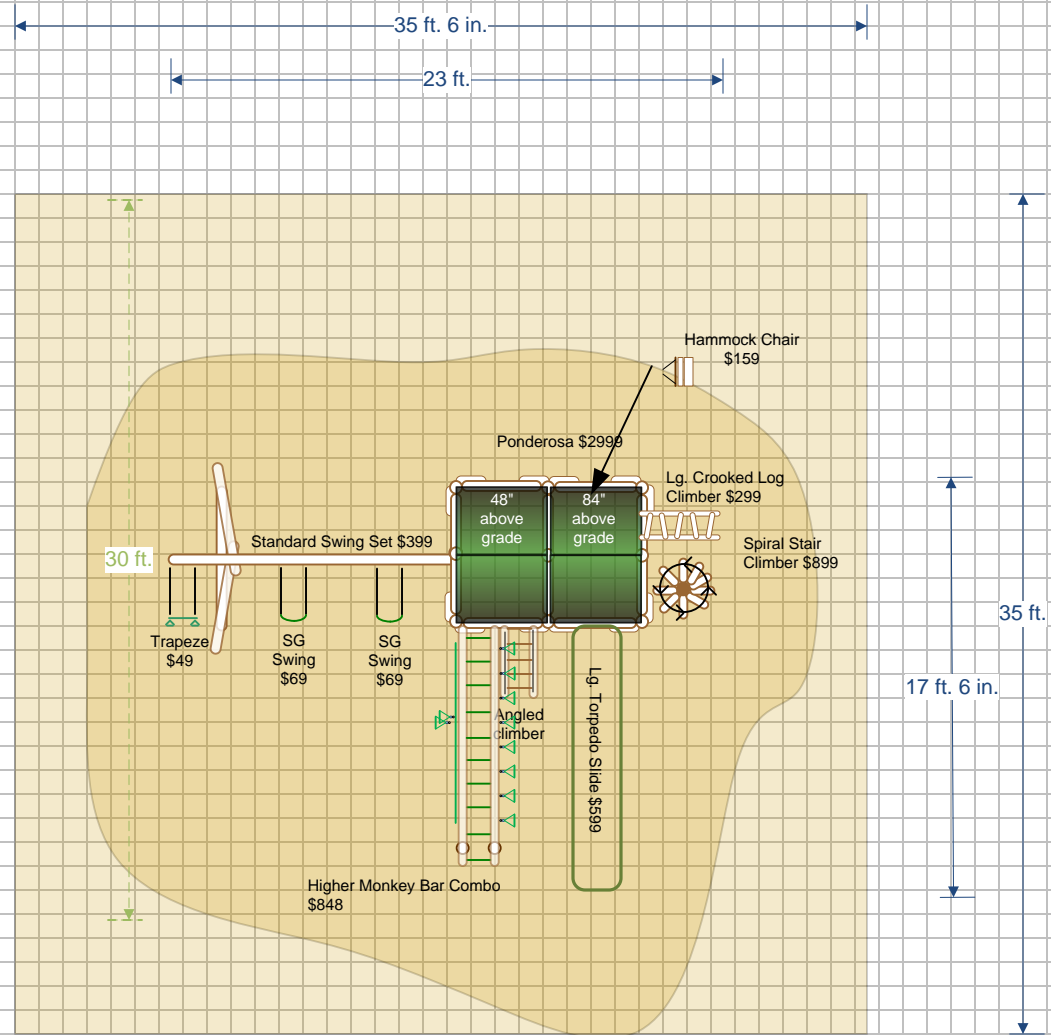 35 ft. 6 in.
23 ft.
Hammock Chair
$159
Ponderosa $2999
Lg. Crooked Log
Climber $299
48"
above
grade
84"
above
grade
Standard Swing Set $399
Spiral Stair
Climber $899
30 ft.
35 ft.
Trapeze
$49
SG
Swing
$69
SG
Swing
$69
17 ft. 6 in.
Angled
climber
Lg. Torpedo Slide $599
Higher Monkey Bar Combo
$848